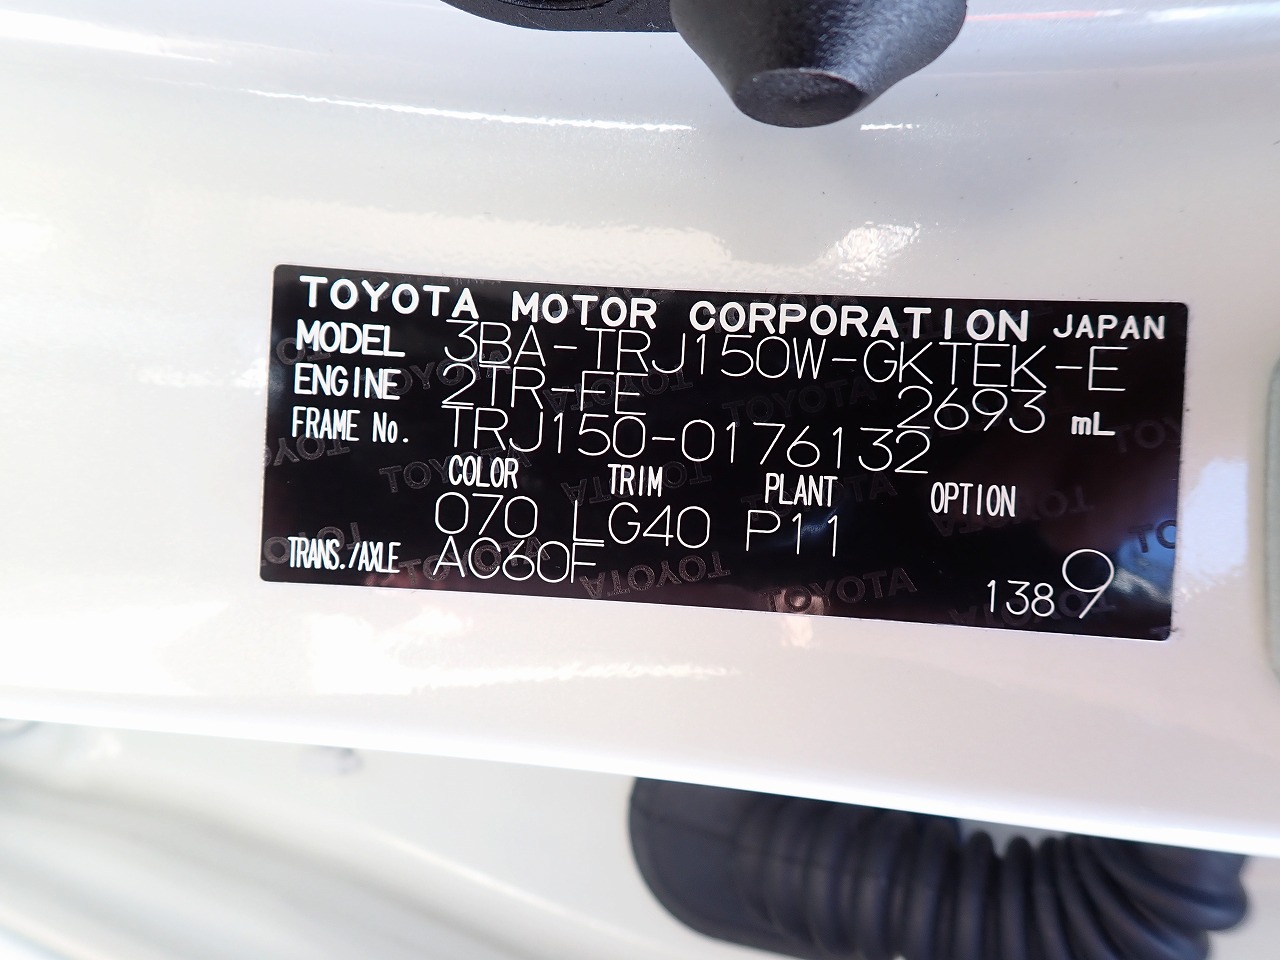 TOYOTA MOTOR CORPORATION JAPAN
MODEL 3BA-TRJ150W-GKTEK-E
ENGINE 2TR-FE 2693 mL
FRAME No. TRJ150-0176132
COLOR TRIM PLANT OPTION
070 LG40 P11
TRANS./AXLE AC60F
1389